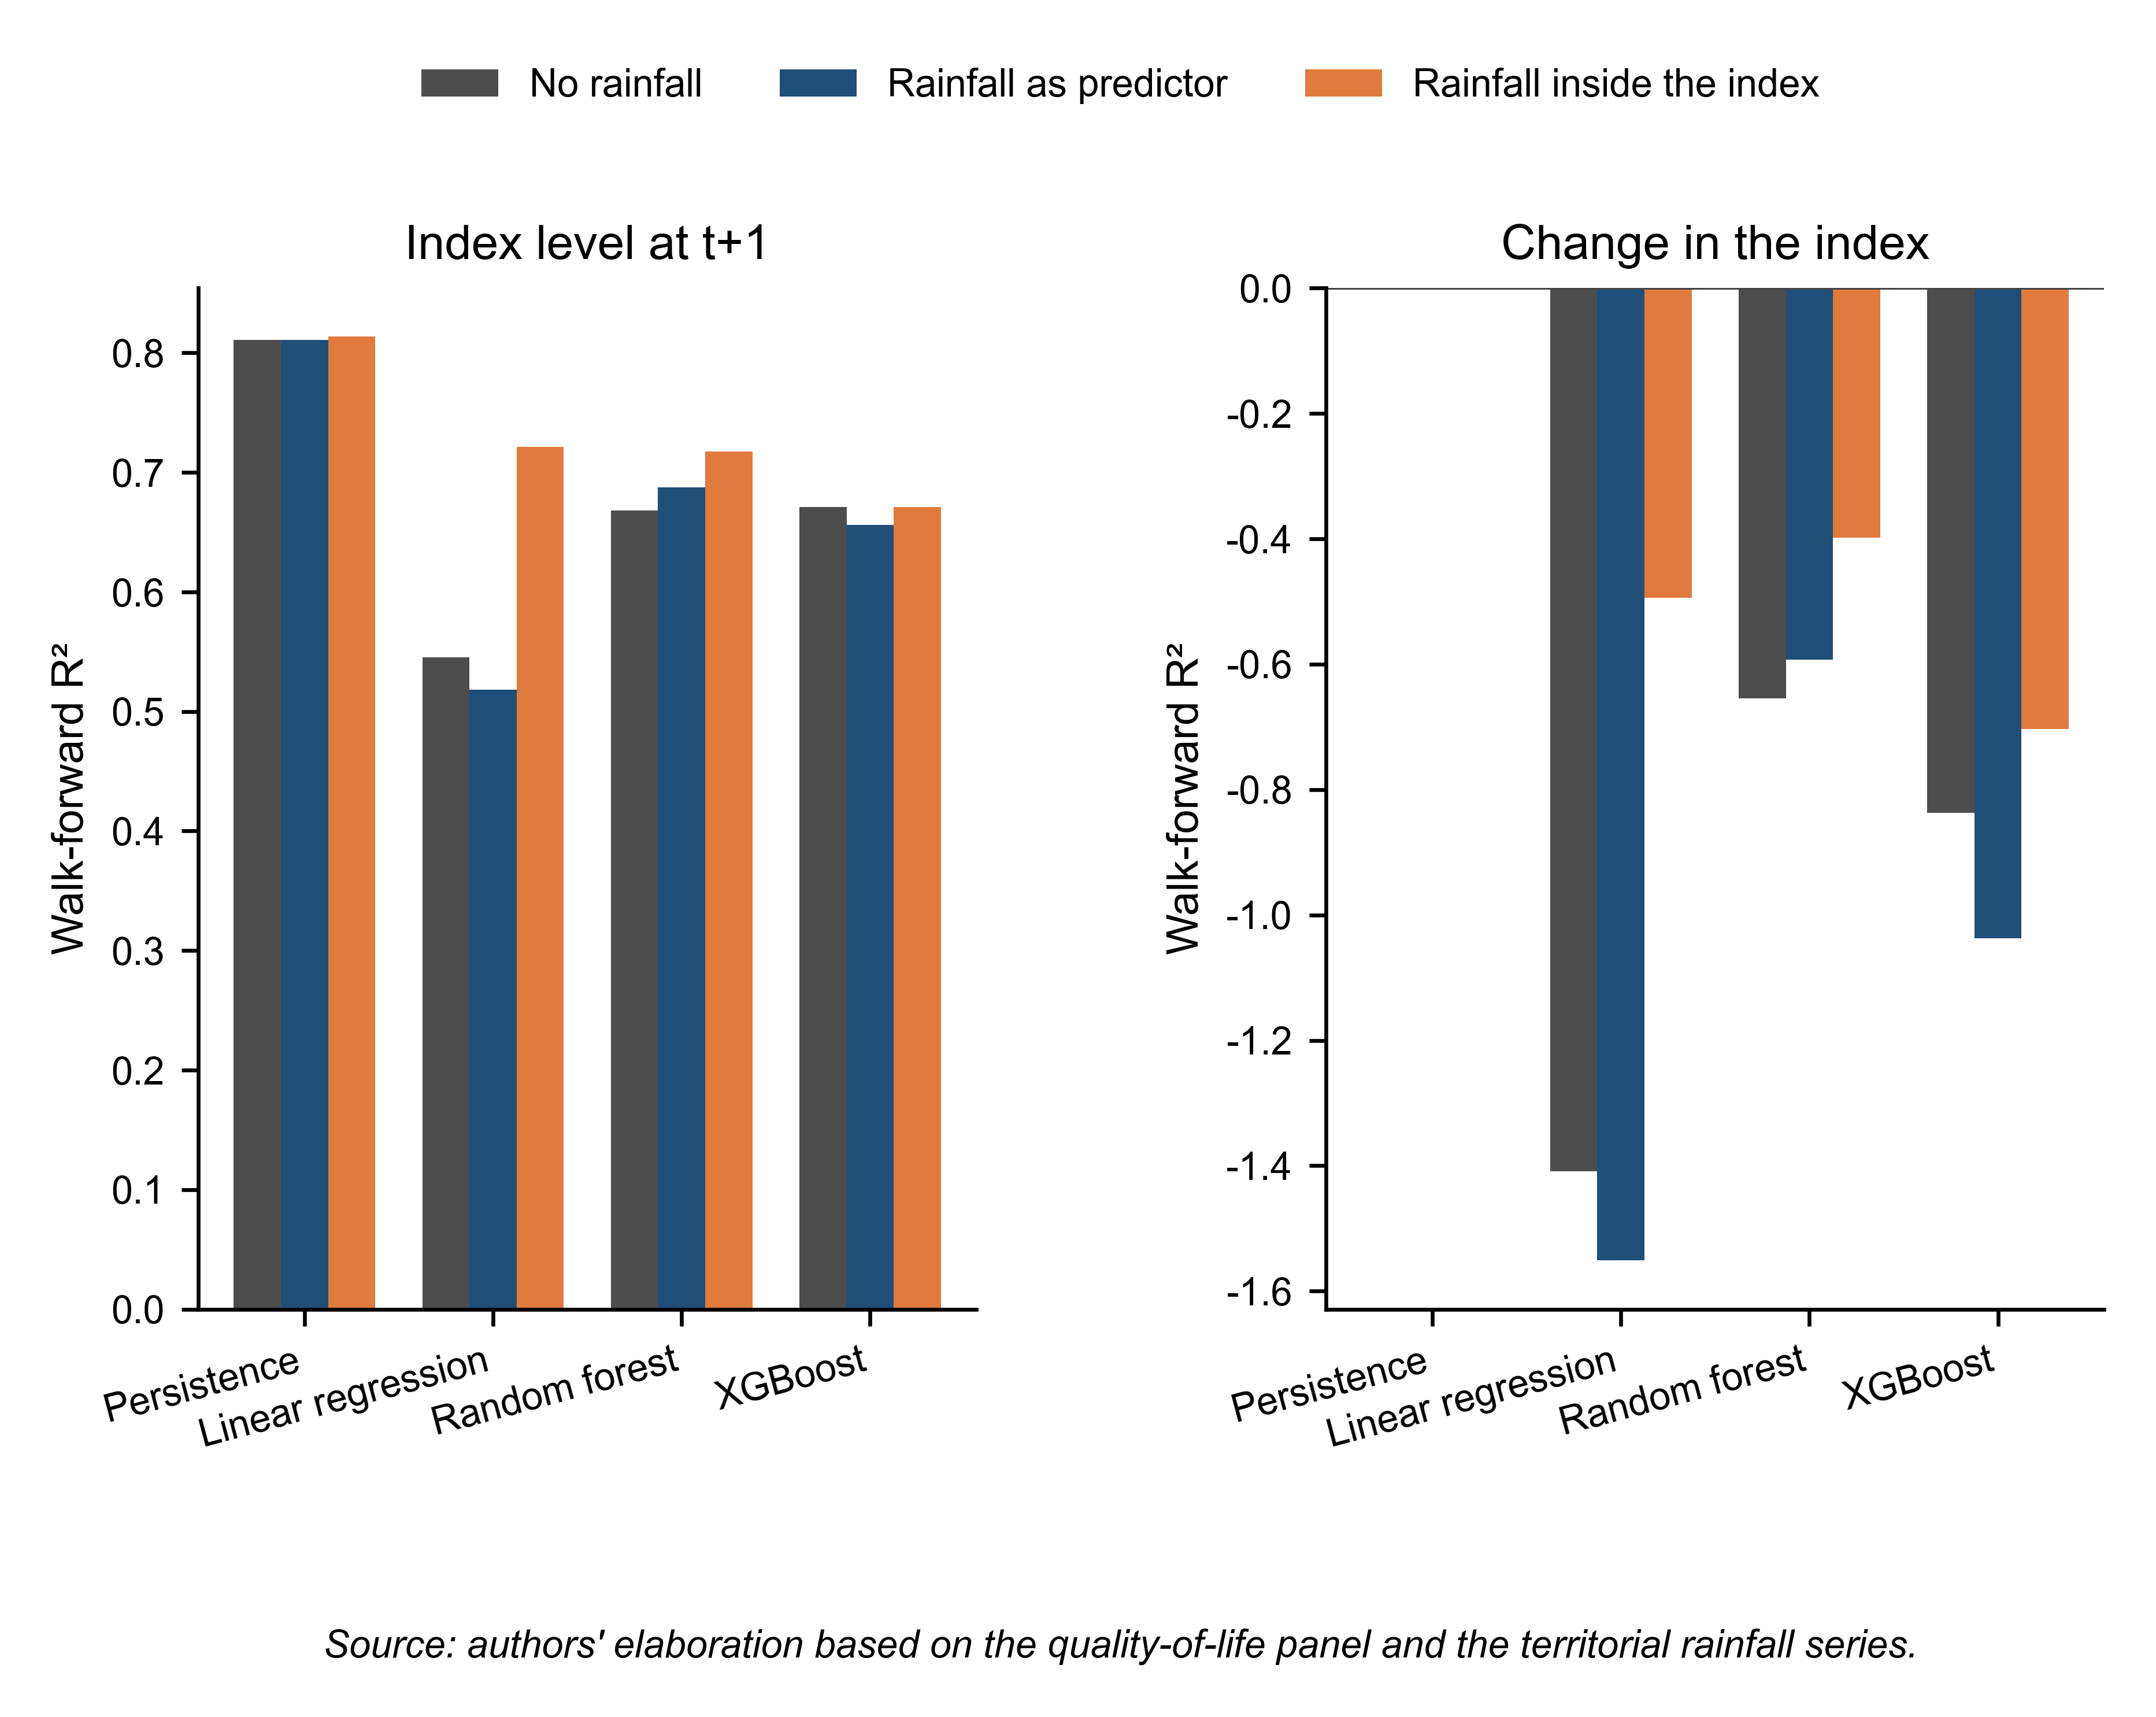 No rainfall
Rainfall as predictor
Rainfall inside the index
Index level at t+1
Walk-forward R²
0.8
0.7
0.6
0.5
0.4
0.3
0.2
0.1
0.0
Persistence
Linear regression
Random forest
XGBoost
Change in the index
Walk-forward R²
0.0
-0.2
-0.4
-0.6
-0.8
-1.0
-1.2
-1.4
-1.6
Persistence
Linear regression
Random forest
XGBoost
Source: authors' elaboration based on the quality-of-life panel and the territorial rainfall series.